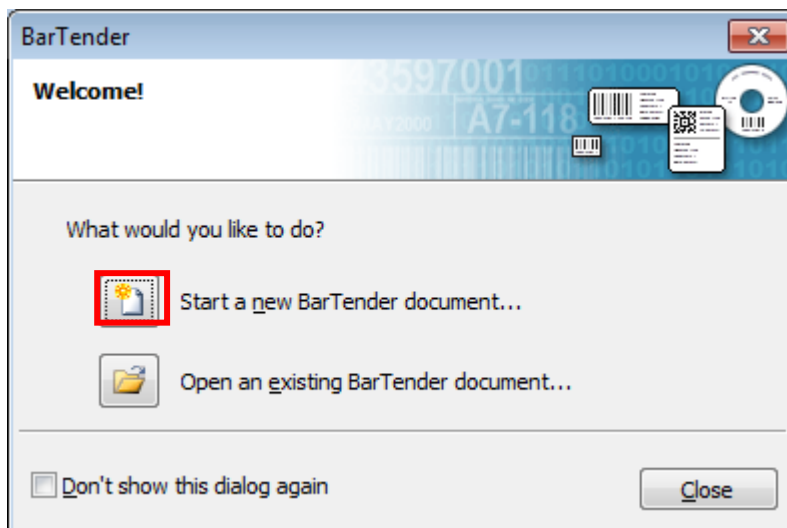 BarTender
Welcome!
3597001
A7-118
What would you like to do?
Start a new BarTender document...
Open an existing BarTender document...
Don't show this dialog again
Close